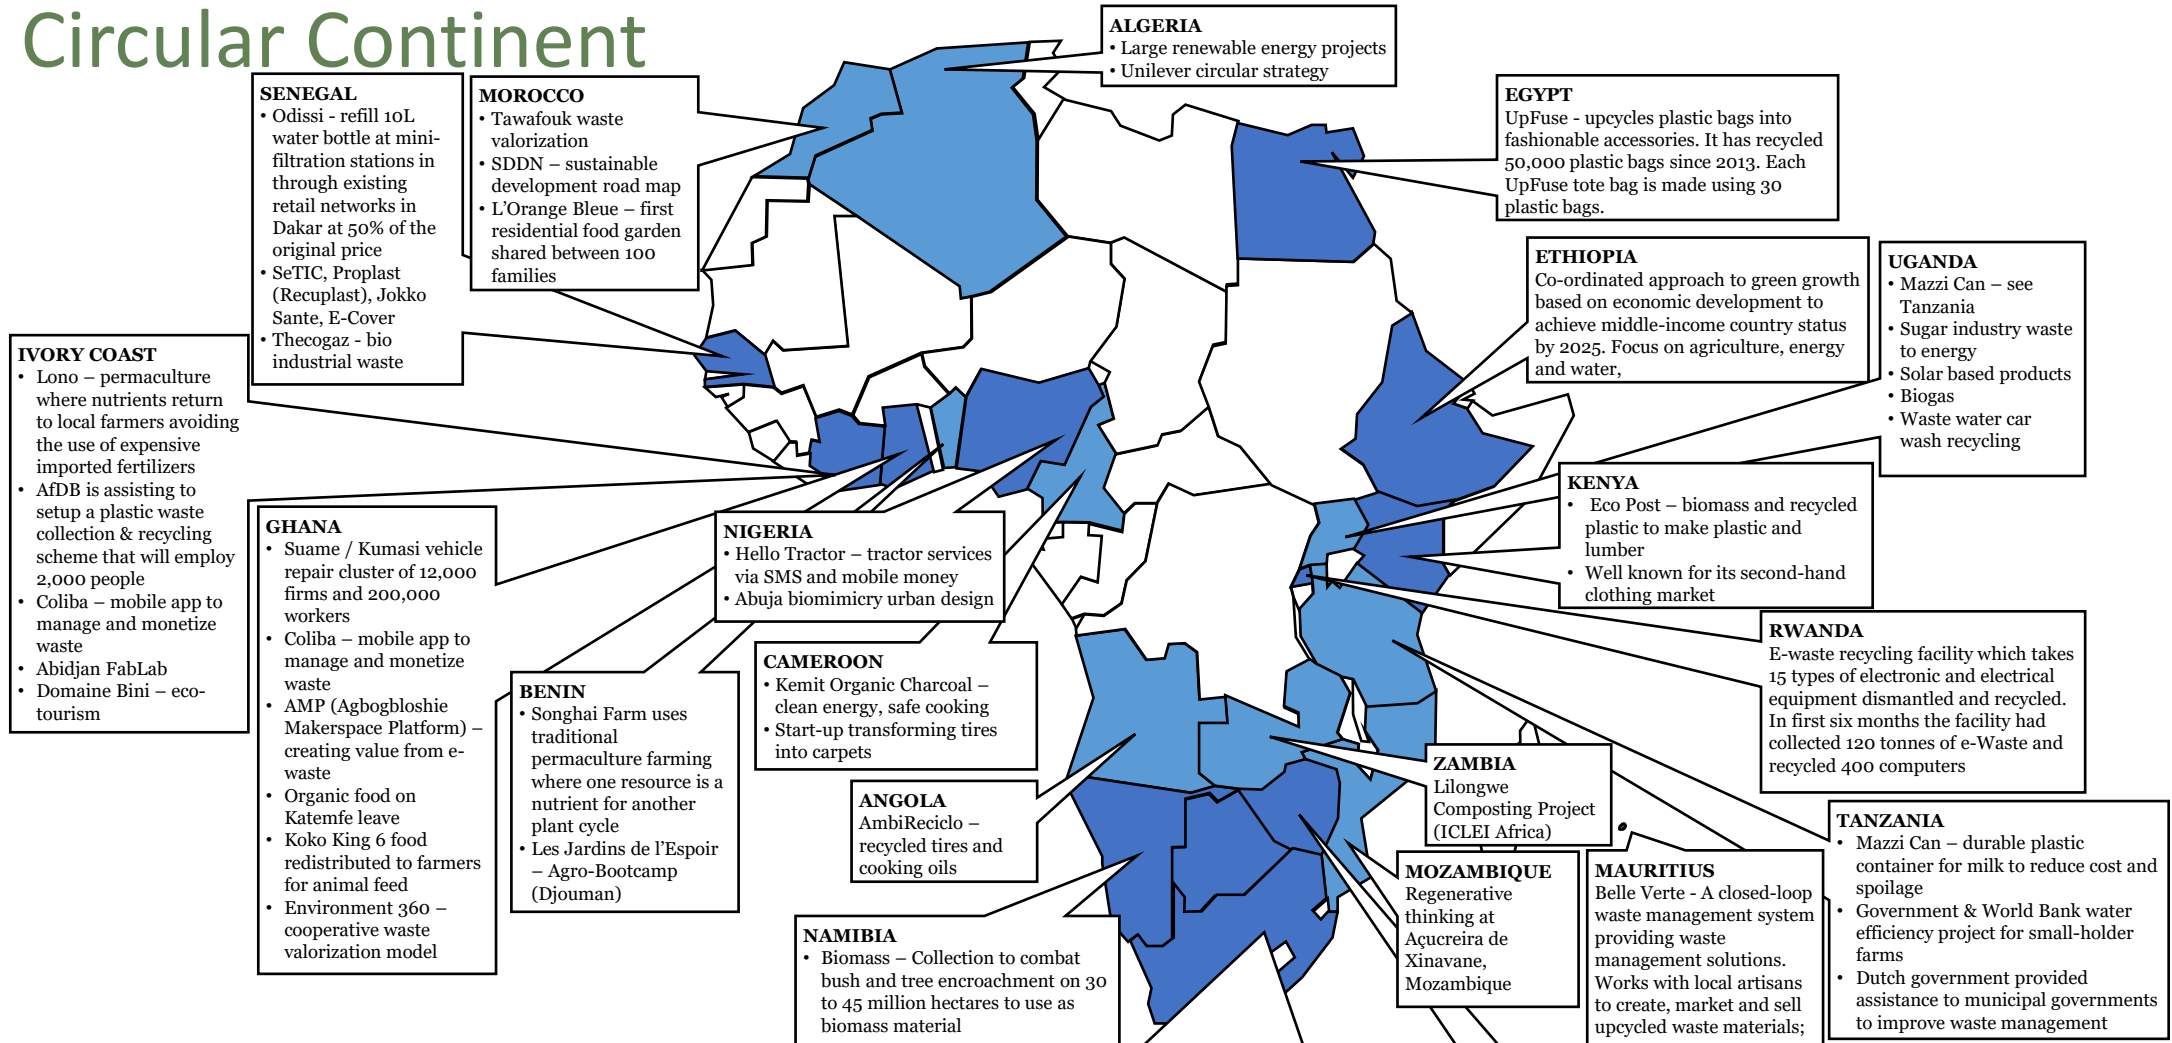 Circular Continent
ALGERIA
• Large renewable energy projects
• Unilever circular strategy
SENEGAL
• Odissi - refill 10L
water bottle at mini-
filtration stations in
through existing
retail networks in
Dakar at 50% of the
original price
• SeTIC, Proplast
(Recuplast), Jokko
Sante, E-Cover
• Thecogaz - bio
industrial waste
MOROCCO
• Tawafouk waste
valorization
• SDDN – sustainable
development road map
• L’Orange Bleue – first
residential food garden
shared between 100
families
EGYPT
UpFuse - upcycles plastic bags into
fashionable accessories. It has recycled
50,000 plastic bags since 2013. Each
UpFuse tote bag is made using 30
plastic bags.
ETHIOPIA
Co-ordinated approach to green growth
based on economic development to
achieve middle-income country status
by 2025. Focus on agriculture, energy
and water,
UGANDA
• Mazzi Can – see
Tanzania
• Sugar industry waste
to energy
• Solar based products
• Biogas
• Waste water car
wash recycling
IVORY COAST
• Lono – permaculture
where nutrients return
to local farmers avoiding
the use of expensive
imported fertilizers
• AfDB is assisting to
setup a plastic waste
collection & recycling
scheme that will employ
2,000 people
• Coliba – mobile app to
manage and monetize
waste
• Abidjan FabLab
• Domaine Bini – eco-
tourism
GHANA
• Suame / Kumasi vehicle
repair cluster of 12,000
firms and 200,000
workers
• Coliba – mobile app to
manage and monetize
waste
• AMP (Agbogbloshie
Makerspace Platform) –
creating value from e-
waste
• Organic food on
Katemfe leave
• Koko King 6 food
redistributed to farmers
for animal feed
• Environment 360 –
cooperative waste
valorization model
NIGERIA
• Hello Tractor – tractor services
via SMS and mobile money
• Abuja biomimicry urban design
KENYA
• Eco Post – biomass and recycled
plastic to make plastic and
lumber
• Well known for its second-hand
clothing market
BENIN
• Songhai Farm uses
traditional
permaculture farming
where one resource is a
nutrient for another
plant cycle
• Les Jardins de l’Espoir
– Agro-Bootcamp
(Djouman)
CAMEROON
• Kemit Organic Charcoal –
clean energy, safe cooking
• Start-up transforming tires
into carpets
RWANDA
E-waste recycling facility which takes
15 types of electronic and electrical
equipment dismantled and recycled.
In first six months the facility had
collected 120 tonnes of e-Waste and
recycled 400 computers
ANGOLA
AmbiReciclo –
recycled tires and
cooking oils
ZAMBIA
Lilongwe
Composting Project
(ICLEI Africa)
TANZANIA
• Mazzi Can – durable plastic
container for milk to reduce cost and
spoilage
• Government & World Bank water
efficiency project for small-holder
farms
• Dutch government provided
assistance to municipal governments
to improve waste management
MOZAMBIQUE
Regenerative
thinking at
Açucreira de
Xinavane,
Mozambique
MAURITIUS
Belle Verte - A closed-loop
waste management system
providing waste
management solutions.
Works with local artisans
to create, market and sell
upcycled waste materials;
NAMIBIA
• Biomass – Collection to combat
bush and tree encroachment on 30
to 45 million hectares to use as
biomass material